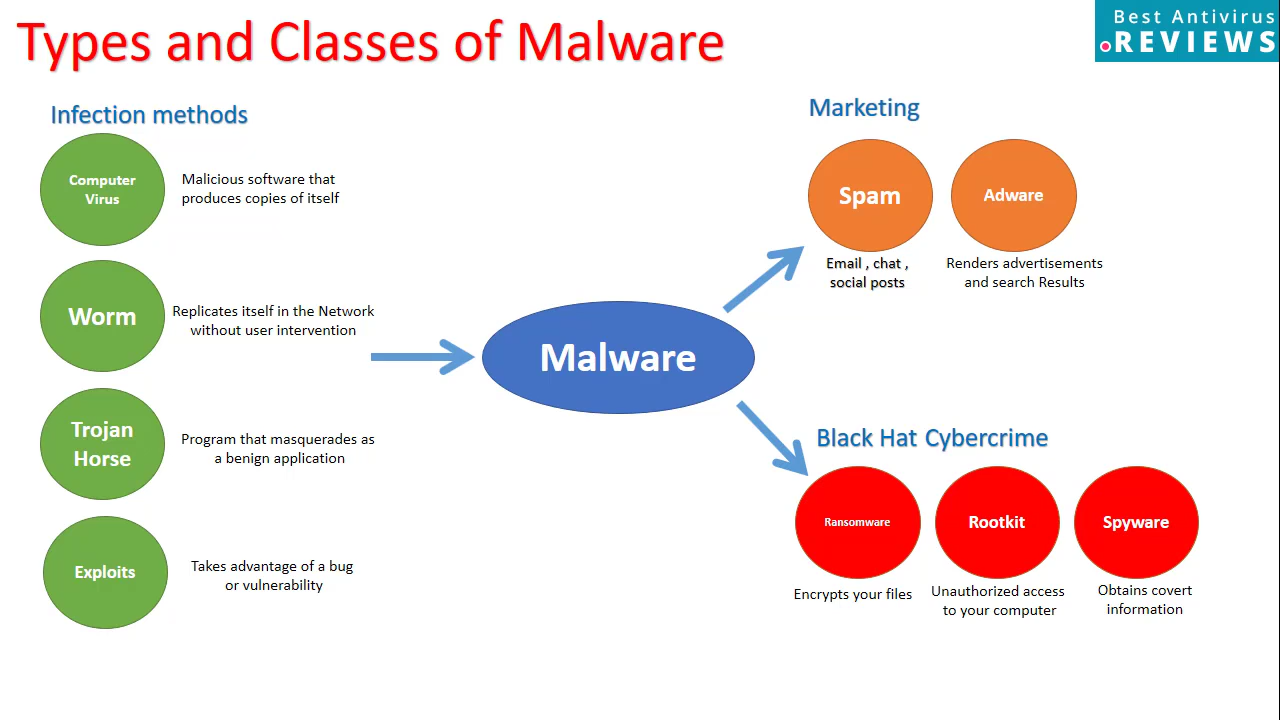 Types and Classes of Malware
Best Antivirus
.REVIEWS
Infection methods
Computer
Virus
Malicious software that
produces copies of itself
Worm
Replicates itself in the Network
without user intervention
Trojan
Horse
Program that masquerades as
a benign application
Exploits
Takes advantage of a bug
or vulnerability
Malware
Marketing
Spam
Email , chat ,
social posts
Adware
Renders advertisements
and search Results
Black Hat Cybercrime
Ransomware
Encrypts your files
Rootkit
Unauthorized access
to your computer
Spyware
Obtains covert
information